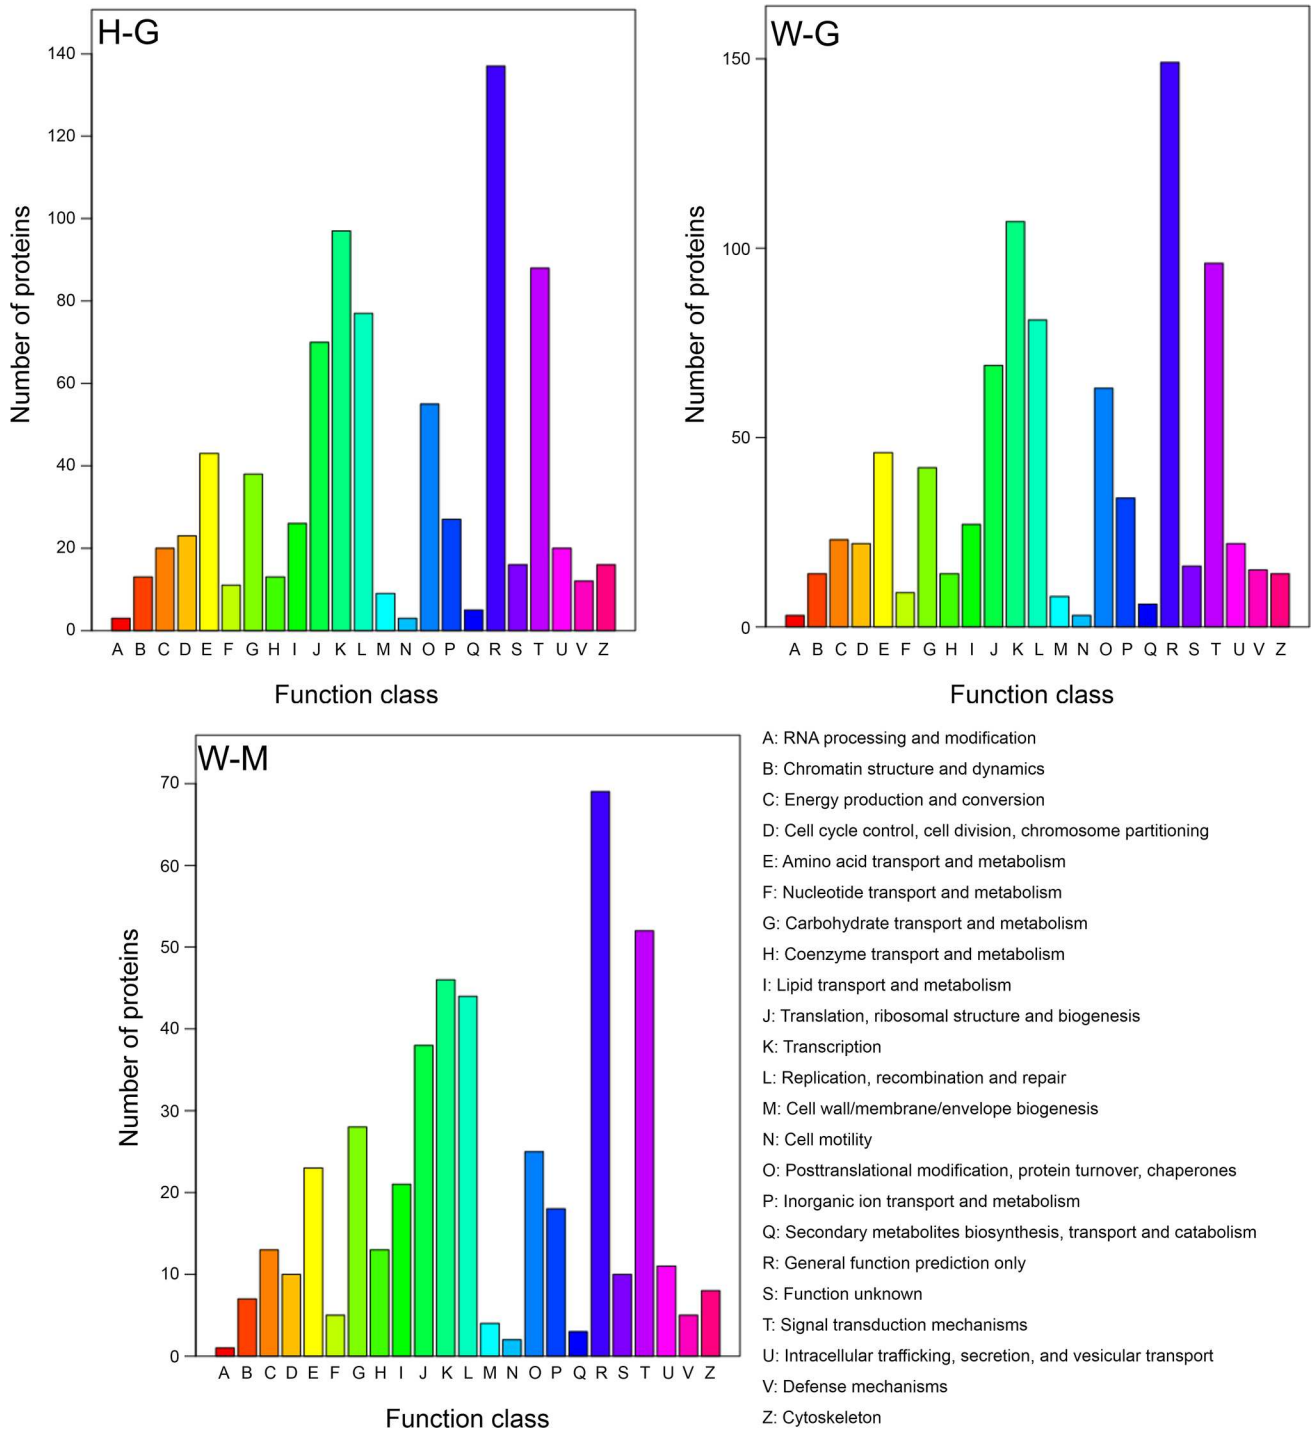 H-G
140
120
100
80
60
40
20
0
Number of proteins
A B C D E F G H I J K L M N O P Q R S T U V Z
Function class
W-G
150
100
50
0
Number of proteins
A B C D E F G H I J K L M N O P Q R S T U V Z
Function class
W-M
70
60
50
40
30
20
10
0
Number of proteins
A B C D E F G H I J K L M N O P Q R S T U V Z
Function class
A: RNA processing and modification
B: Chromatin structure and dynamics
C: Energy production and conversion
D: Cell cycle control, cell division, chromosome partitioning
E: Amino acid transport and metabolism
F: Nucleotide transport and metabolism
G: Carbohydrate transport and metabolism
H: Coenzyme transport and metabolism
I: Lipid transport and metabolism
J: Translation, ribosomal structure and biogenesis
K: Transcription
L: Replication, recombination and repair
M: Cell wall/membrane/envelope biogenesis
N: Cell motility
O: Posttranslational modification, protein turnover, chaperones
P: Inorganic ion transport and metabolism
Q: Secondary metabolites biosynthesis, transport and catabolism
R: General function prediction only
S: Function unknown
T: Signal transduction mechanisms
U: Intracellular trafficking, secretion, and vesicular transport
V: Defense mechanisms
Z: Cytoskeleton